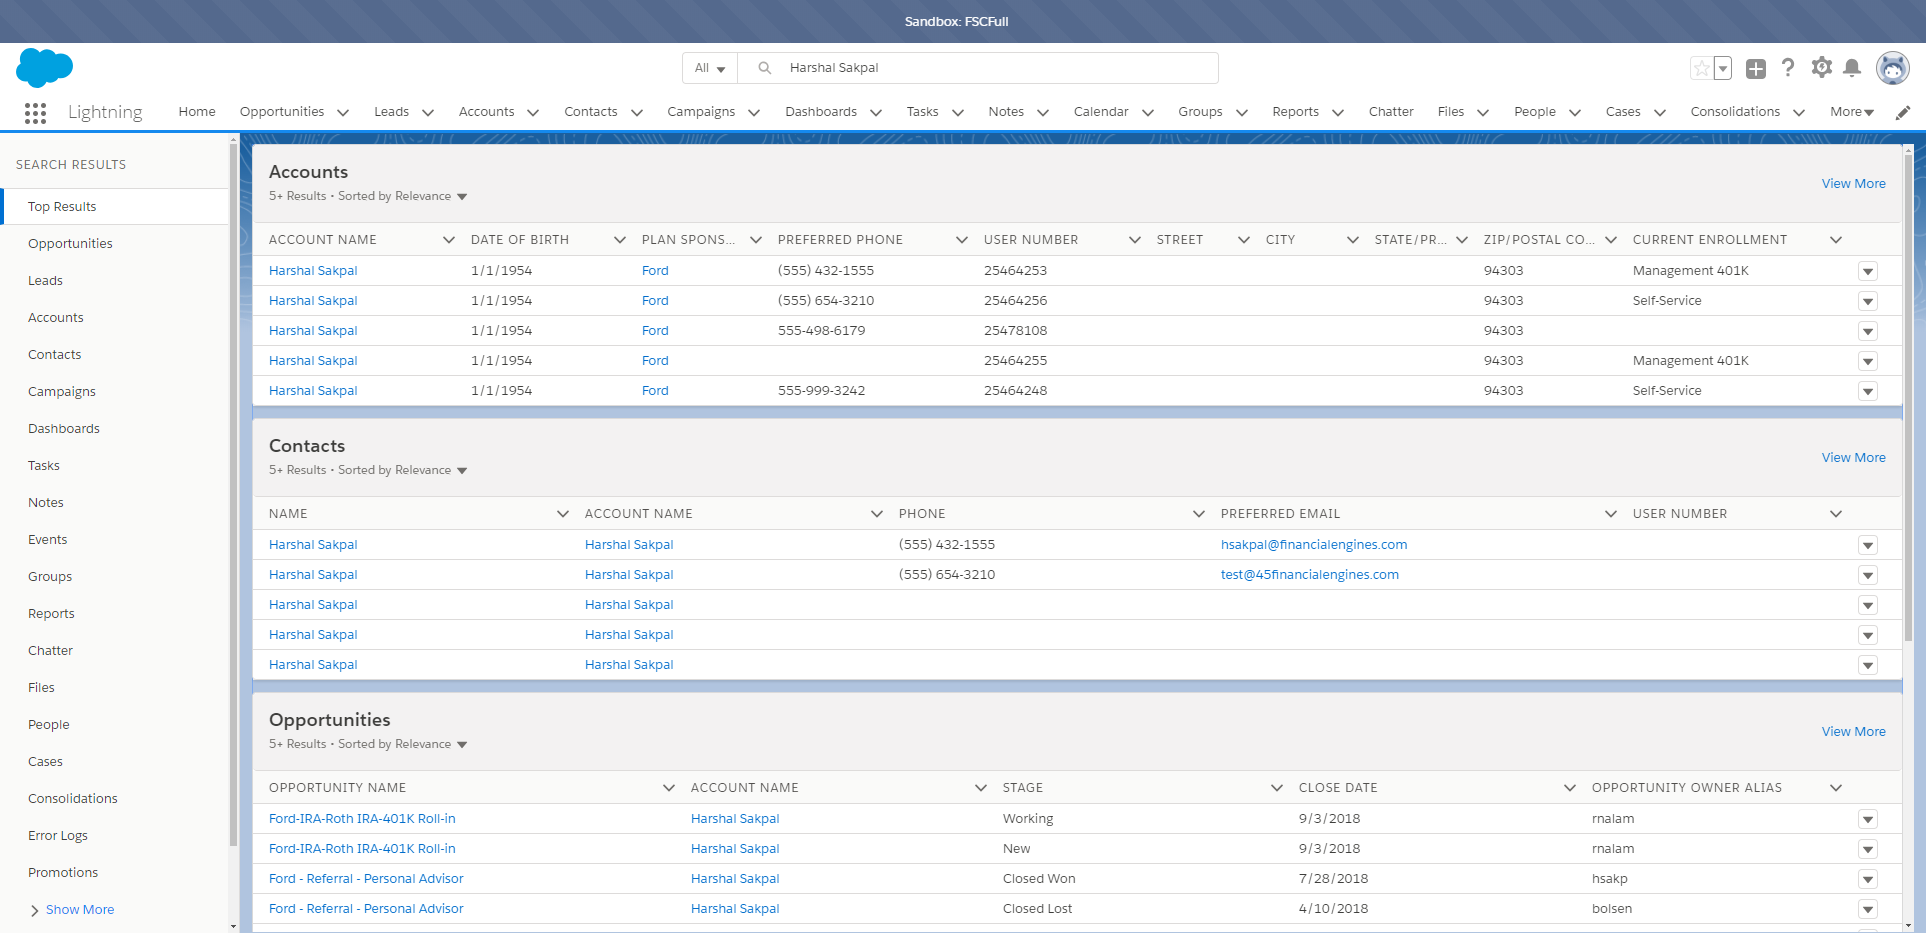 Sandbox: FSCFull
All Harshal Sakpal
Lightning Home Opportunities Leads Accounts Contacts Campaigns Dashboards Tasks Notes Calendar Groups Reports Chatter Files People Cases Consolidations More
SEARCH RESULTS
Top Results
Opportunities
Leads
Accounts
Contacts
Campaigns
Dashboards
Tasks
Notes
Events
Groups
Reports
Chatter
Files
People
Cases
Consolidations
Error Logs
Promotions
Show More
Accounts
5+ Results • Sorted by Relevance
View More
ACCOUNT NAME DATE OF BIRTH PLAN SPONS... PREFERRED PHONE USER NUMBER STREET CITY STATE/PR... ZIP/POSTAL CO... CURRENT ENROLLMENT
Harshal Sakpal 1/1/1954 Ford (555) 432-1555 25464253 94303 Management 401K
Harshal Sakpal 1/1/1954 Ford (555) 654-3210 25464256 94303 Self-Service
Harshal Sakpal 1/1/1954 Ford 555-498-6179 25478108 94303
Harshal Sakpal 1/1/1954 Ford 25464255 94303 Management 401K
Harshal Sakpal 1/1/1954 Ford 555-999-3242 25464248 94303 Self-Service
Contacts
5+ Results • Sorted by Relevance
View More
NAME ACCOUNT NAME PHONE PREFERRED EMAIL USER NUMBER
Harshal Sakpal Harshal Sakpal (555) 432-1555 hsakpal@financialengines.com
Harshal Sakpal Harshal Sakpal (555) 654-3210 test@45financialengines.com
Harshal Sakpal Harshal Sakpal
Harshal Sakpal Harshal Sakpal
Harshal Sakpal Harshal Sakpal
Opportunities
5+ Results • Sorted by Relevance
View More
OPPORTUNITY NAME ACCOUNT NAME STAGE CLOSE DATE OPPORTUNITY OWNER ALIAS
Ford-IRA-Roth IRA-401K Roll-in Harshal Sakpal Working 9/3/2018 rnalam
Ford-IRA-Roth IRA-401K Roll-in Harshal Sakpal New 9/3/2018 rnalam
Ford - Referral - Personal Advisor Harshal Sakpal Closed Won 7/28/2018 hsakp
Ford - Referral - Personal Advisor Harshal Sakpal Closed Lost 4/10/2018 bolsen